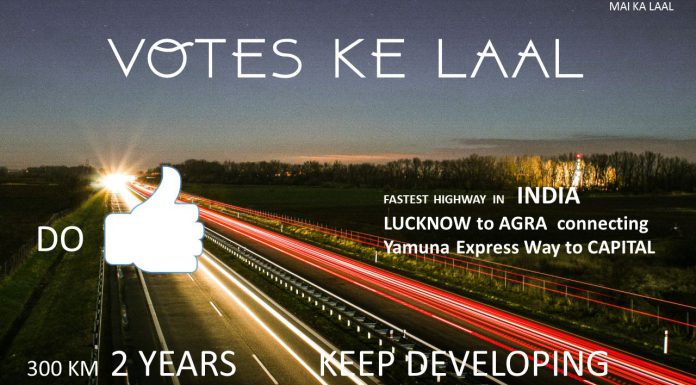 MAI KA LAAL
VOTES KE LAAL
FASTEST HIGHWAY IN INDIA
LUCKNOW to AGRA connecting
Yamuna Express Way to CAPITAL
DO
i
300 KM 2 YEARS KEEP DEVELOPING